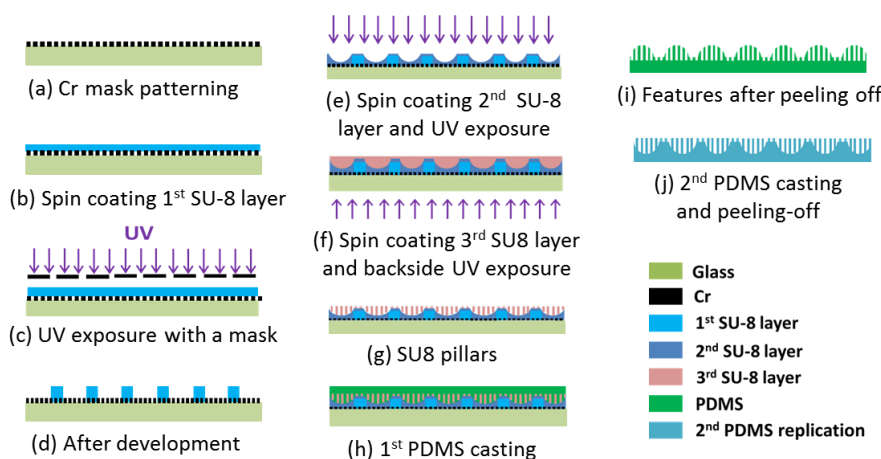 (a) Cr mask patterning
(b) Spin coating 1st SU-8 layer
UV
(c) UV exposure with a mask
(d) After development
(e) Spin coating 2nd SU-8
layer and UV exposure
(f) Spin coating 3rd SU8 layer
and backside UV exposure
(g) SU8 pillars
(h) 1st PDMS casting
(i) Features after peeling off
(j) 2nd PDMS casting
and peeling-off
Glass
Cr
1st SU-8 layer
2nd SU-8 layer
3rd SU-8 layer
PDMS
2nd PDMS replication